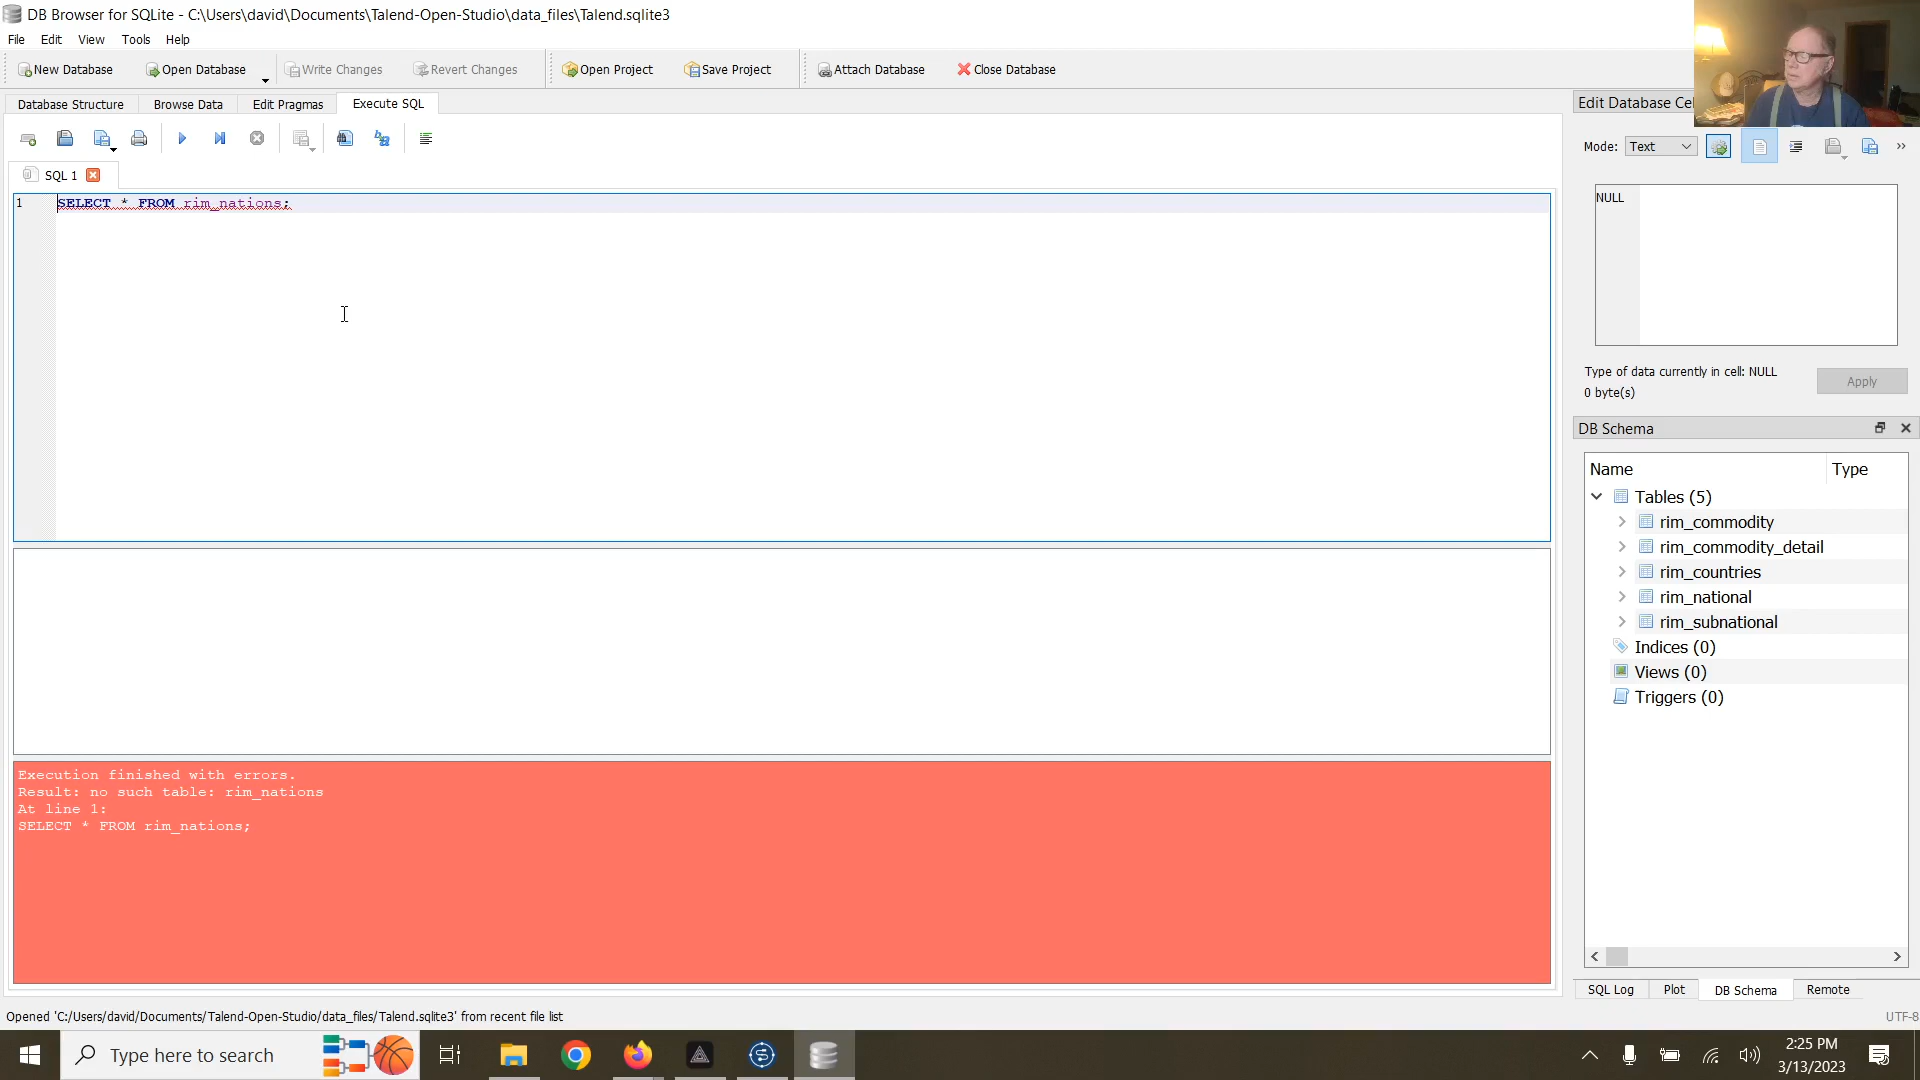 DB Browser for SQLite - C:\Users\david\Documents\Talend-Open-Studio\data_files\Talend.sqlite3
File Edit View Tools Help
New Database Open Database Write Changes Revert Changes Open Project Save Project Attach Database Close Database
Database Structure Browse Data Edit Pragmas Execute SQL
SQL 1
1 SELECT * FROM rim_nations;
Execution finished with errors.
Result: no such table: rim_nations
At line 1:
SELECT * FROM rim_nations;
Edit Database Cel
Mode: Text
NULL
Type of data currently in cell: NULL
0 byte(s)
Apply
DB Schema
Name Type
Tables (5)
rim_commodity
rim_commodity_detail
rim_countries
rim_national
rim_subnational
Indices (0)
Views (0)
Triggers (0)
SQL Log Plot DB Schema Remote
Opened 'C:/Users/david/Documents/Talend-Open-Studio/data_files/Talend.sqlite3' from recent file list
UTF-8
Type here to search
2:25 PM
3/13/2023